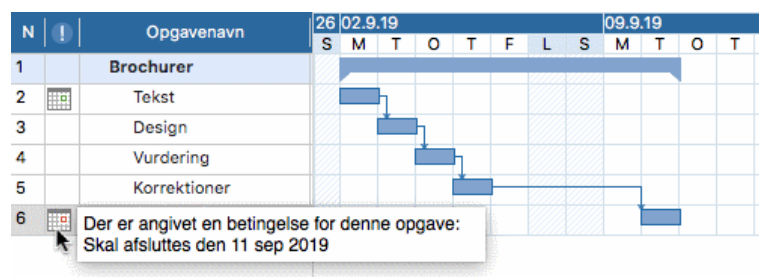 N ! Opgavenavn 26 02.9.19 09.9.19
S M T O T F L S M T O T
1 Brochurer
2 Tekst
3 Design
4 Vurdering
5 Korrektioner
6 Der er angivet en betingelse for denne opgave:
Skal afsluttes den 11 sep 2019